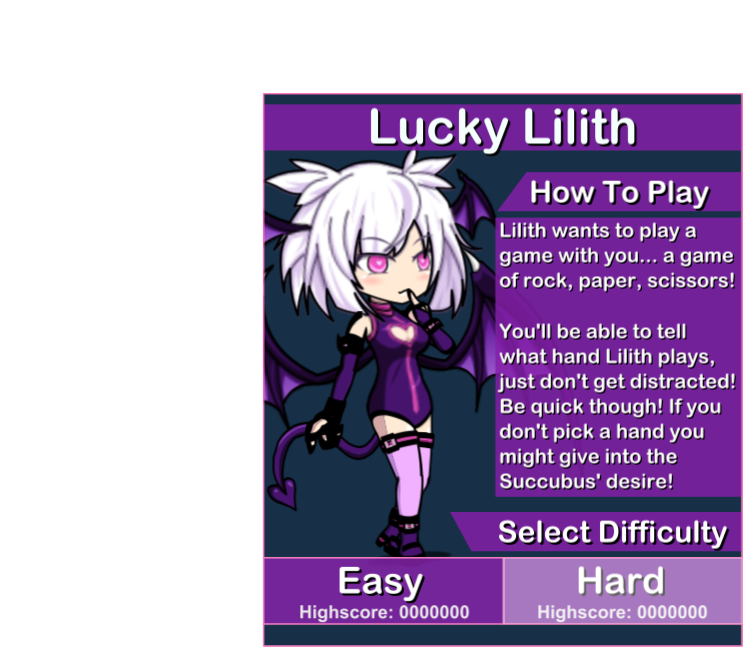 Lucky Lilith
How To Play
Lilith wants to play a
game with you... a game
of rock, paper, scissors!
You'll be able to tell
what hand Lilith plays,
just don't get distracted!
Be quick though! If you
don't pick a hand you
might give into the
Succubus' desire!
Select Difficulty
Easy
Highscore: 0000000
Hard
Highscore: 0000000